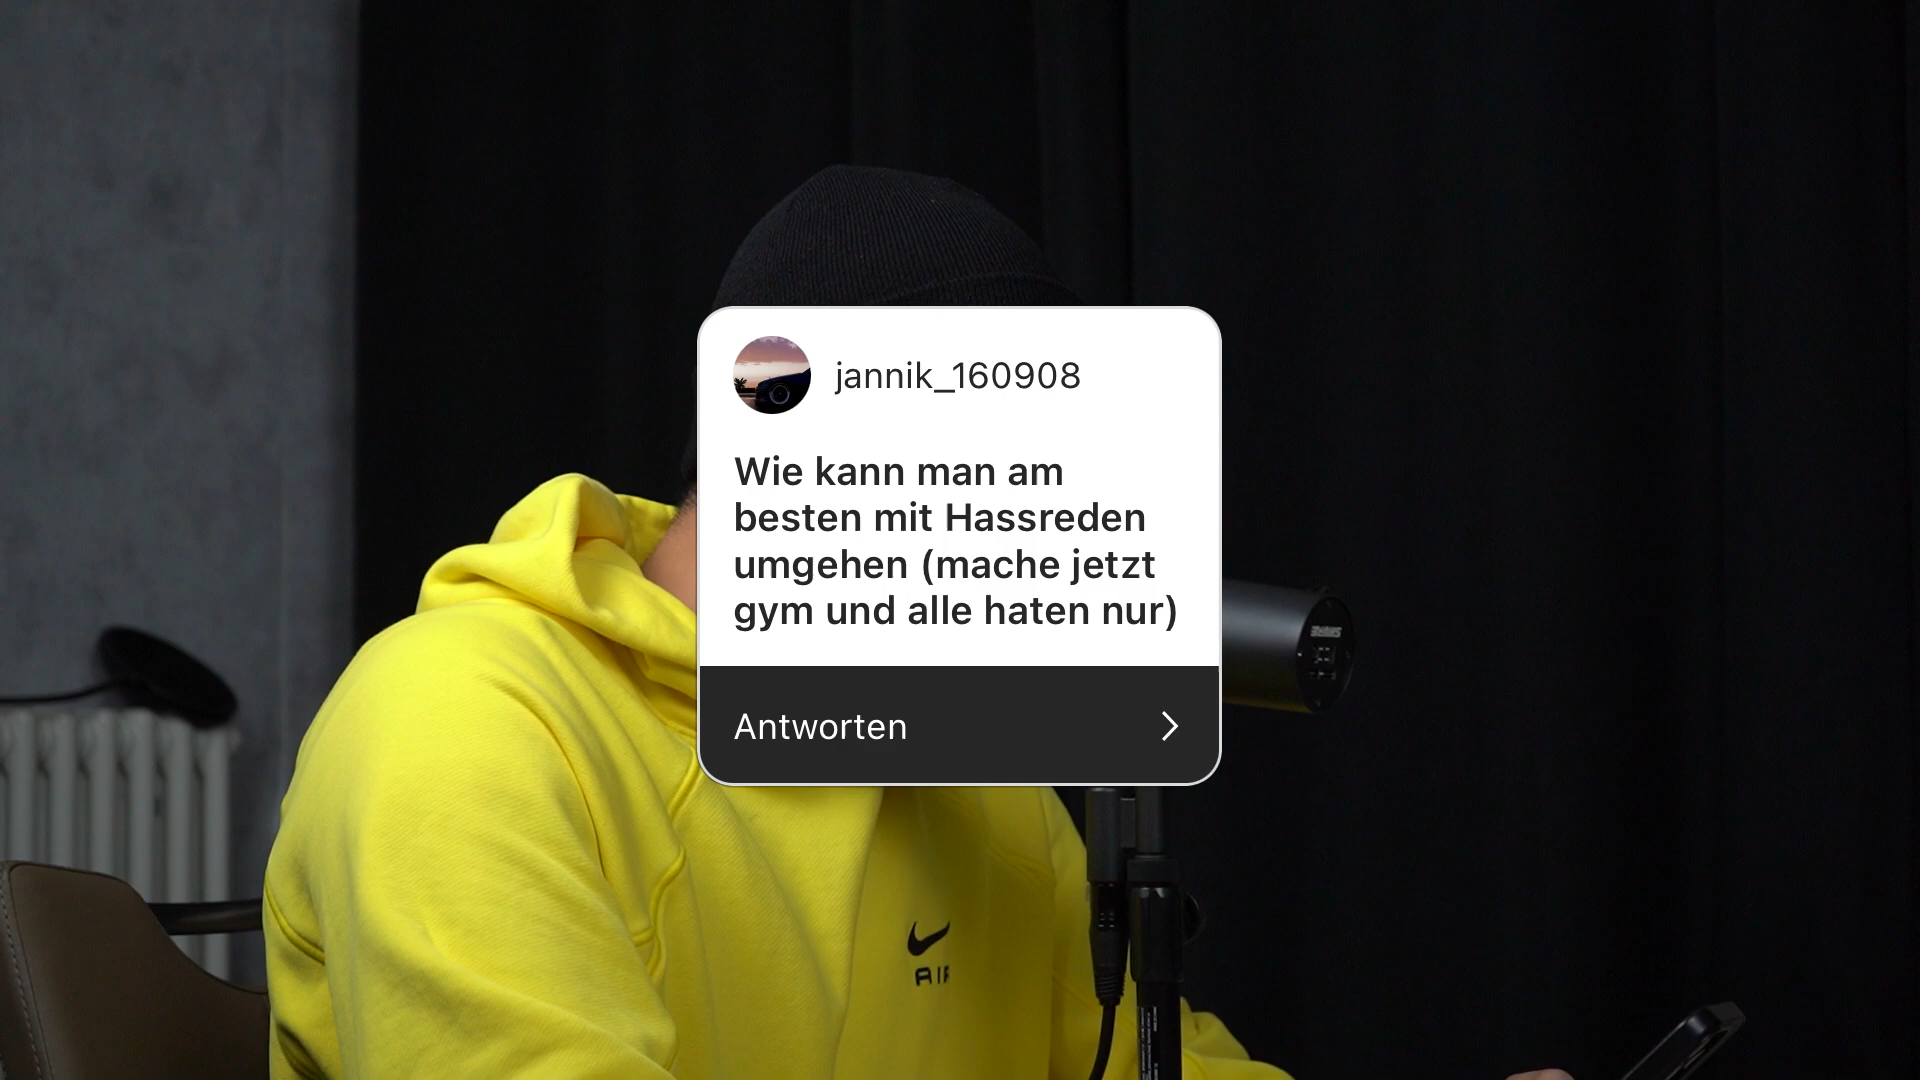 jannik_160908
Wie kann man am
besten mit Hassreden
umgehen (mache jetzt
gym und alle haten nur)
Antworten
AIR